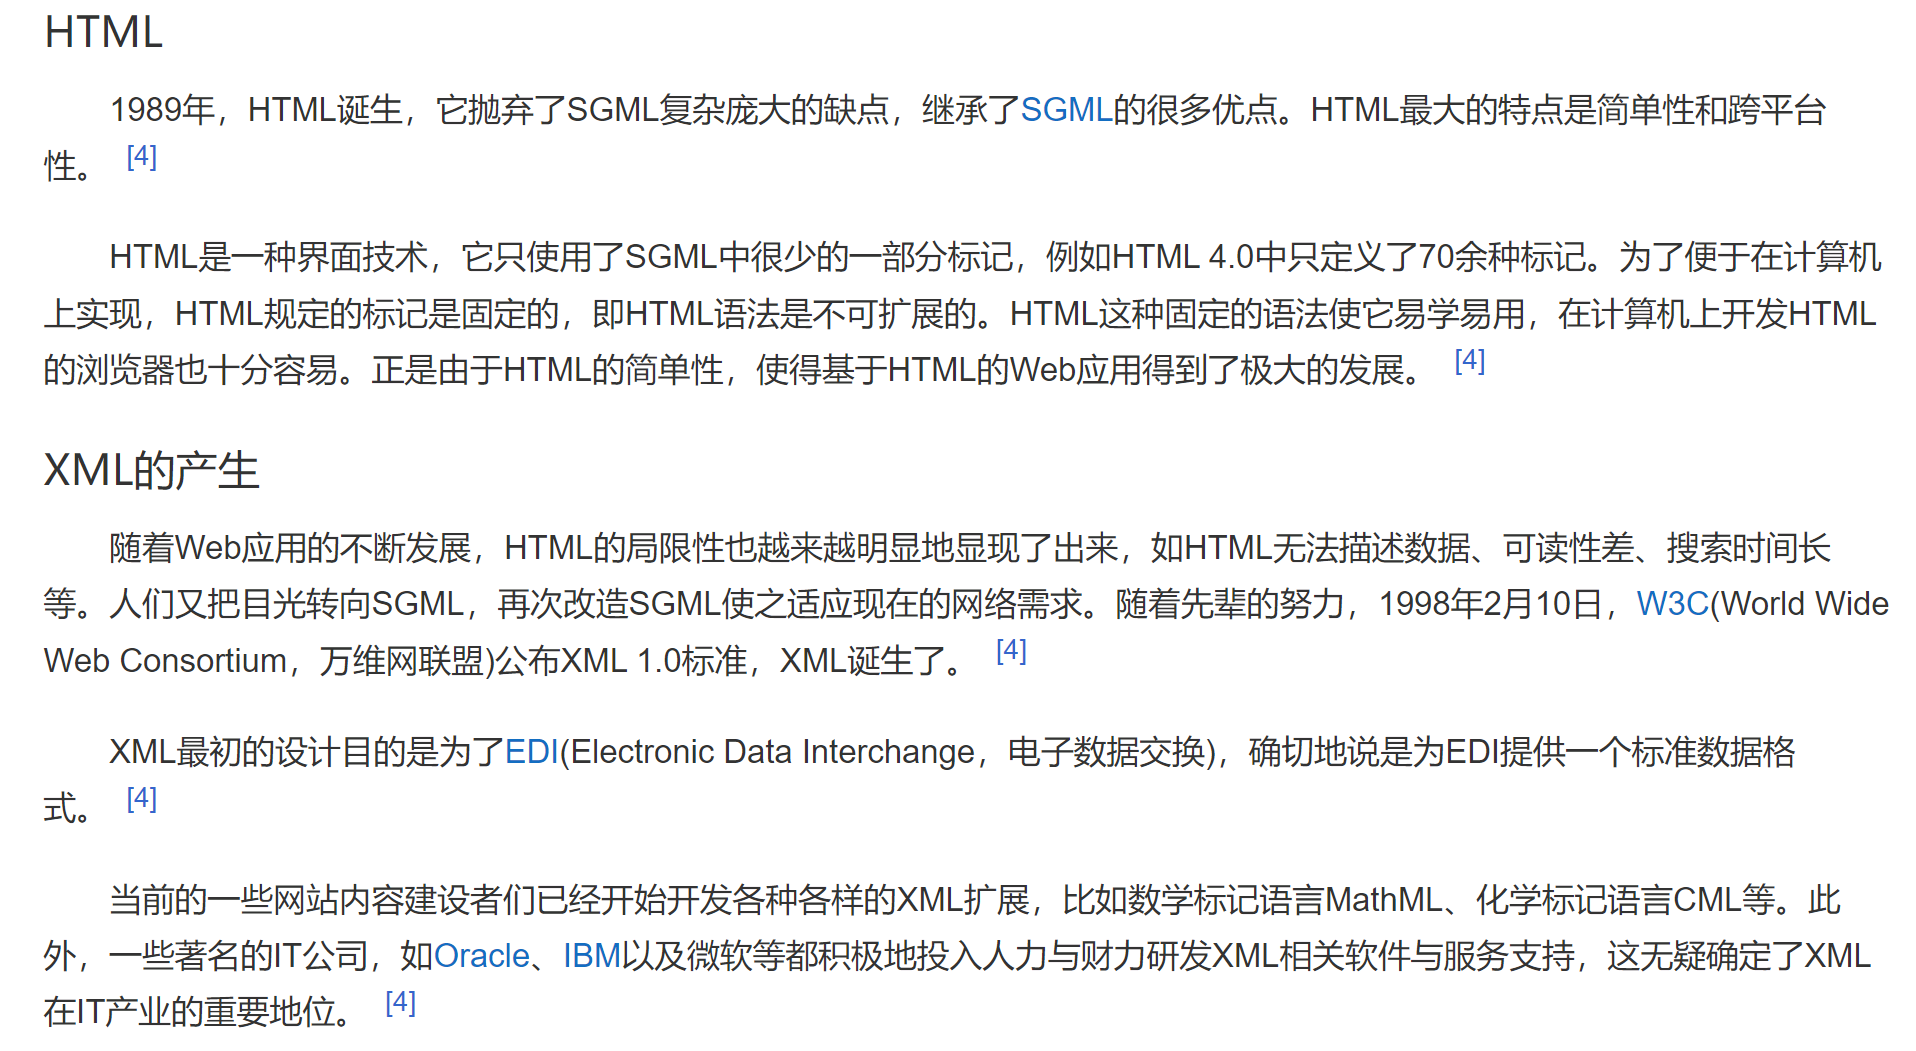 HTML
1989年，HTML诞生，它抛弃了SGML复杂庞大的缺点，继承了SGML的很多优点。HTML最大的特点是简单性和跨平台
性。 [4]
HTML是一种界面技术，它只使用了SGML中很少的一部分标记，例如HTML 4.0中只定义了70余种标记。为了便于在计算机
上实现，HTML规定的标记是固定的，即HTML语法是不可扩展的。HTML这种固定的语法使它易学易用，在计算机上开发HTML
的浏览器也十分容易。正是由于HTML的简单性，使得基于HTML的Web应用得到了极大的发展。 [4]
XML的产生
随着Web应用的不断发展，HTML的局限性也越来越明显地显现了出来，如HTML无法描述数据、可读性差、搜索时间长
等。人们又把目光转向SGML，再次改造SGML使之适应现在的网络需求。随着先辈的努力，1998年2月10日，W3C(World Wide
Web Consortium，万维网联盟)公布XML 1.0标准，XML诞生了。 [4]
XML最初的设计目的是为了EDI(Electronic Data Interchange，电子数据交换)，确切地说是为EDI提供一个标准数据格
式。 [4]
当前的一些网站内容建设者们已经开始开发各种各样的XML扩展，比如数学标记语言MathML、化学标记语言CML等。此
外，一些著名的IT公司，如Oracle、IBM以及微软等都积极地投入人力与财力研发XML相关软件与服务支持，这无疑确定了XML
在IT产业的重要地位。 [4]